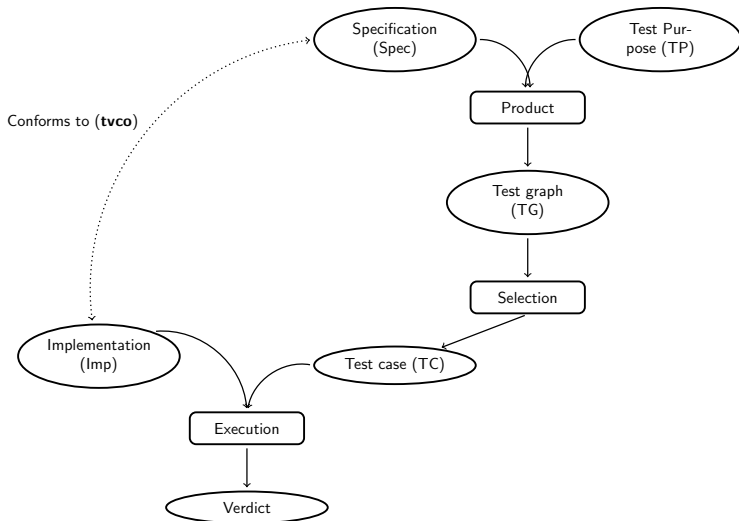 Specification
(Spec)
Test Pur-
pose (TP)
Conforms to (tvco)
Product
Test graph
(TG)
Selection
Implementation
(Imp)
Test case (TC)
Execution
Verdict